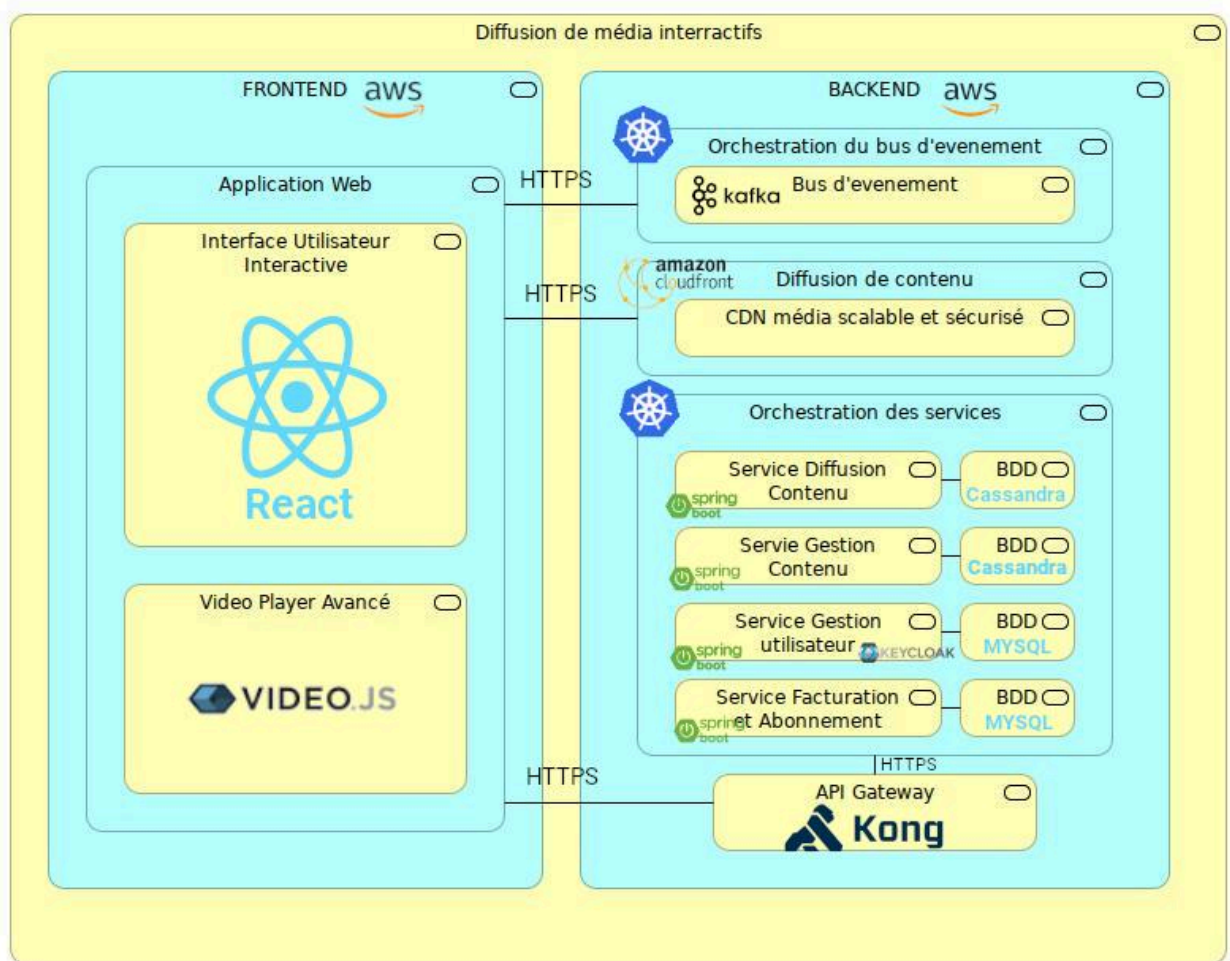 Diffusion de média interractifs
FRONTEND aws
Application Web
Interface Utilisateur
Interactive
React
Video Player Avancé
VIDEO.JS
HTTPS
HTTPS
HTTPS
BACKEND aws
Orchestration du bus d'evenement
kafka Bus d'evenement
amazon
cloudfront
Diffusion de contenu
CDN média scalable et sécurisé
Orchestration des services
Service Diffusion
Contenu
spring
boot
BDD
Cassandra
Servie Gestion
Contenu
spring
boot
BDD
Cassandra
Service Gestion
utilisateur
spring
boot
KEYCLOAK
BDD
MYSQL
Service Facturation
et Abonnement
spring
boot
BDD
MYSQL
HTTPS
API Gateway
Kong